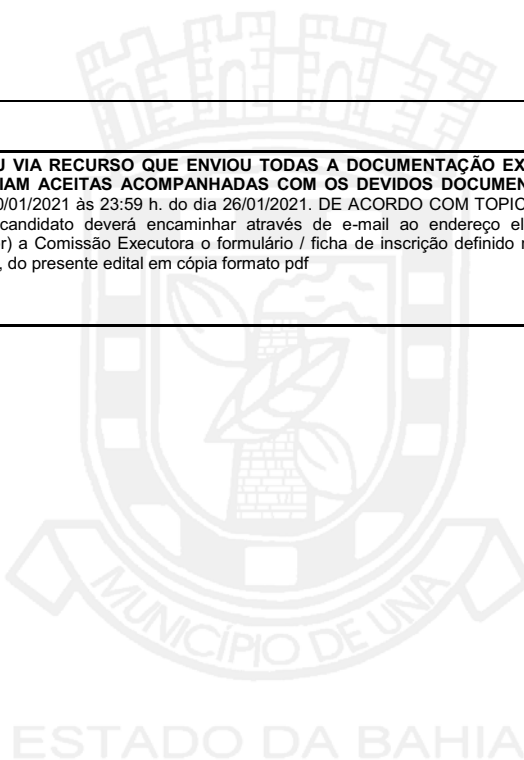 J VIA RECURSO QUE ENVIOU TODAS A DOCUMENTAÇÃO EX
IAM ACEITAS ACOMPANHADAS COM OS DEVIDOS DOCUMEN
0/01/2021 às 23:59 h. do dia 26/01/2021. DE ACORDO COM TOPIC
candidato deverá encaminhar através de e-mail ao endereço el
er) a Comissão Executora o formulário / ficha de inscrição definido
, do presente edital em cópia formato pdf
MUNICÍPIO DE UNA
ESTADO DA BAHIA